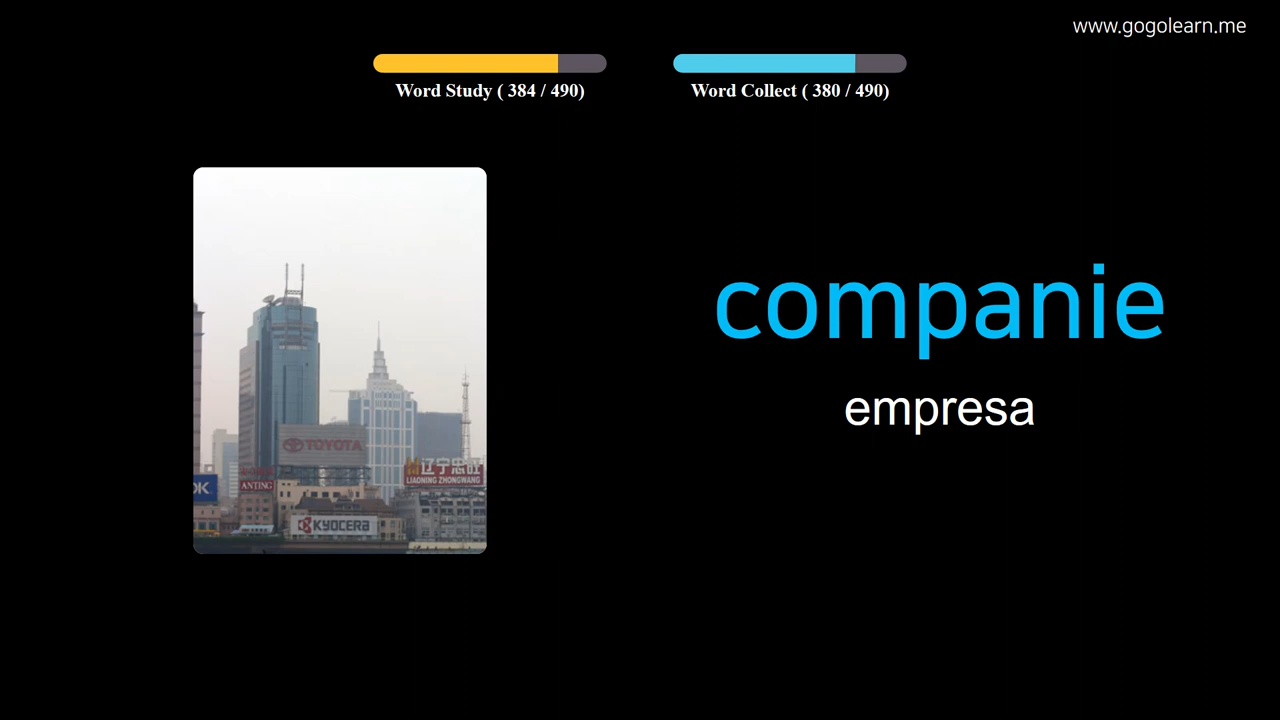 www.gogolearn.me
Word Study ( 384 / 490)
Word Collect ( 380 / 490)
companie
empresa
TOYOTA
辽宁忠旺
LIAONING ZHONGWANG
OK.
ANTING
KYOCERA